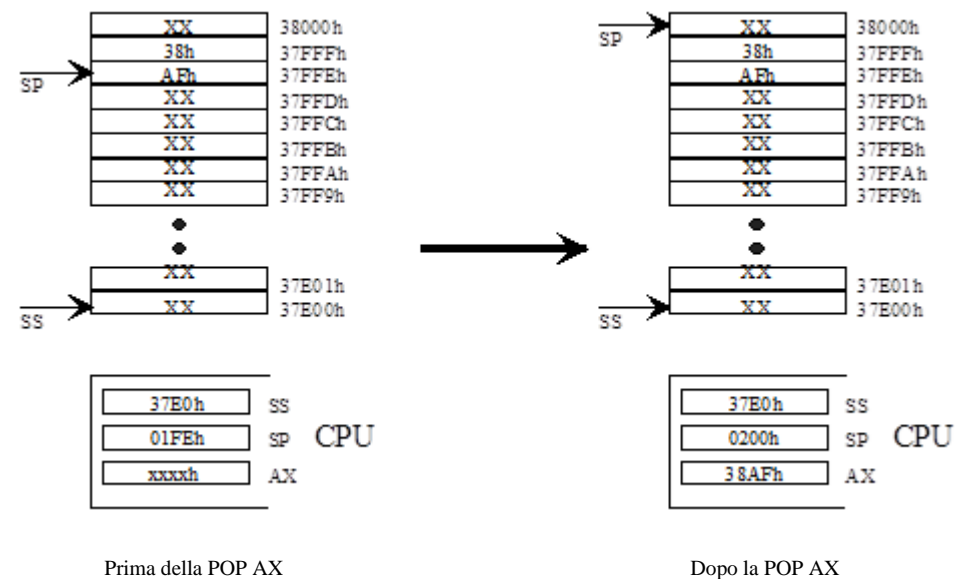 XX 38000h
38h 37FFFh
SP AFh 37FFEh
XX 37FFDh
XX 37FFCh
XX 37FFBh
XX 37FFAh
XX 37FF9h
XX 37E01h
SS XX 37E00h
37E0h SS
01FEh SP CPU
xxxxh AX
Prima della POP AX
SP XX 38000h
38h 37FFFh
AFh 37FFEh
XX 37FFDh
XX 37FFCh
XX 37FFBh
XX 37FFAh
XX 37FF9h
XX 37E01h
SS XX 37E00h
37E0h SS
0200h SP CPU
38AFh AX
Dopo la POP AX